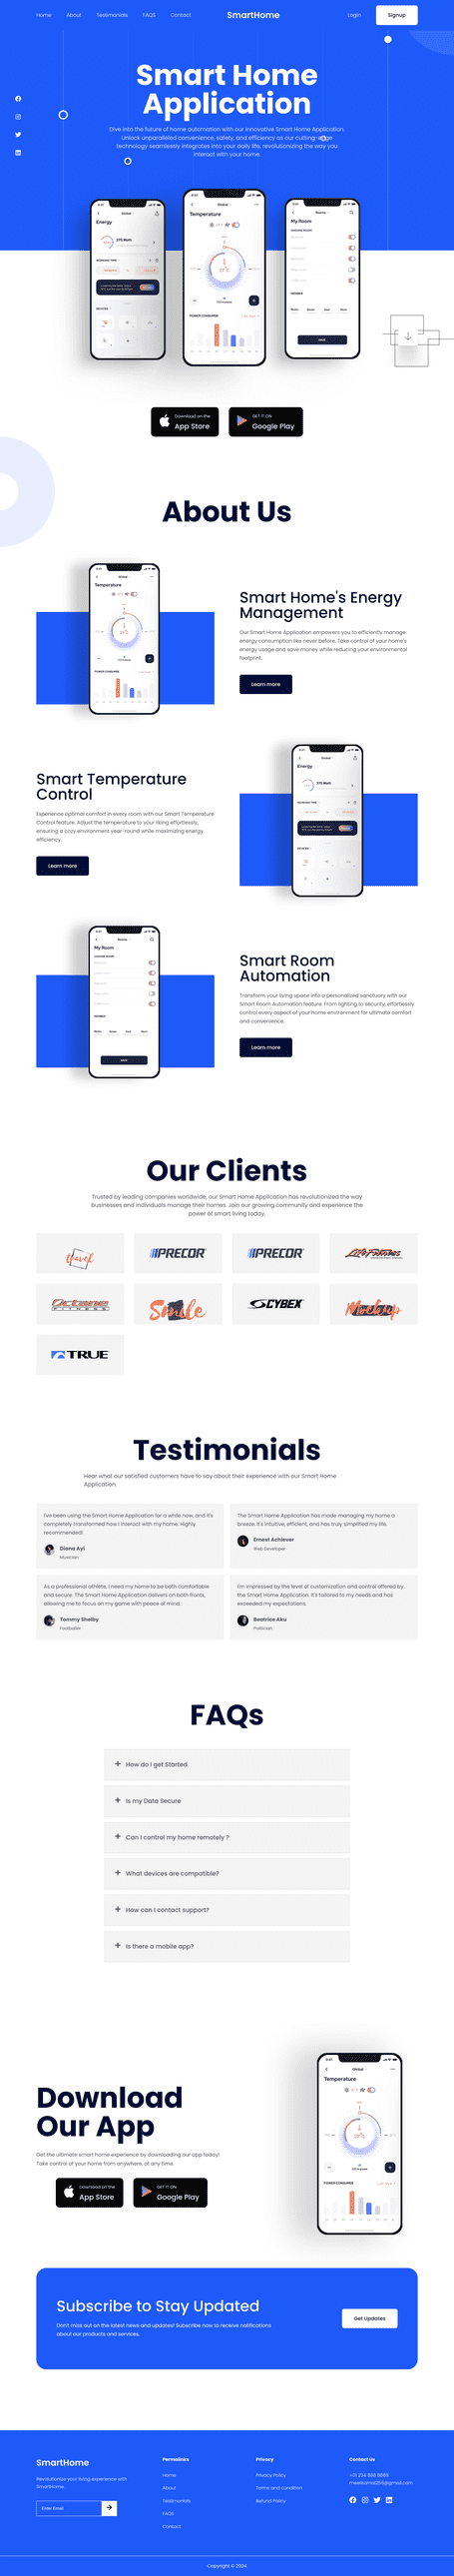 Home
About
Testimonials
FAQS
Contact
SmartHome
Login
Signup
Smart Home
Application
Dive into the future of home automation with our innovative Smart Home Application.
Unlock unparalleled convenience, safety, and efficiency as our cutting-edge
technology seamlessly integrates into your daily life, revolutionizing the way you
interact with your home.
Energy
Global
Temperature
Rooms
My Room
Download on the
App Store
GET IT ON
Google Play
About Us
Global
Temperature
POWER CONSUME
Smart Home's Energy
Management
Our Smart Home Application empowers you to efficiently manage
energy consumption like never before. Take control of your home's
energy usage and save money while reducing your environmental
footprint.
Learn more
Smart Temperature
Control
Experience optimal comfort in every room with our Smart Temperature
Control feature. Adjust the temperature to your liking effortlessly,
ensuring a cozy environment year-round while maximizing energy
efficiency.
Learn more
Global
Energy
My Room
Smart Room
Automation
Transform your living space into a personalized sanctuary with our
Smart Room Automation feature. From lighting to security, effortlessly
control every aspect of your home environment for ultimate comfort
and convenience.
Learn more
Our Clients
Trusted by leading companies worldwide, our Smart Home Application has revolutionized the way
businesses and individuals manage their homes. Join our growing community and experience the
power of smart living today.
travel
PRECOR
PRECOR
Octane
FITNESS
Smile
CYBEX
Mockup
TRUE
Testimonials
Hear what our satisfied customers have to say about their experience with our Smart Home
Application.
I've been using the Smart Home Application for a while now, and it's
completely transformed how I interact with my home. Highly
recommended!
Diana Ayi
Musician
The Smart Home Application has made managing my home a
breeze. It's intuitive, efficient, and has truly simplified my life.
Ernest Achiever
Web Developer
As a professional athlete, I need my home to be both comfortable
and secure. The Smart Home Application delivers on both fronts,
allowing me to focus on my game with peace of mind.
Tommy Shelby
Footballer
I'm impressed by the level of customization and control offered by
the Smart Home Application. It's tailored to my needs and has
exceeded my expectations.
Beatrice Aku
Politician
FAQs
+ How do I get Started
+ Is my Data Secure
+ Can I control my home remotely ?
+ What devices are compatible?
+ How can I contact support?
+ Is there a mobile app?
Download
Our App
Get the ultimate smart home experience by downloading our app today!
Take control of your home from anywhere, at any time.
Download on the
App Store
GET IT ON
Google Play
Global
Temperature
POWER CONSUME
Subscribe to Stay Updated
Don't miss out on the latest news and updates! Subscribe now to receive notifications
about our products and services.
Get Updates
SmartHome
Revolutionize your living experience with
SmartHome.
Enter Email
Permalinks
Home
About
Testimonials
FAQS
Contact
Privacy
Privacy Policy
Terms and Condition
Refund Policy
Contact Us
Copyright © 2024